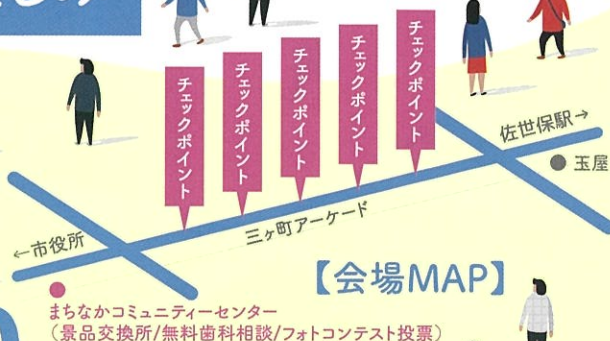 チェックポイント
チェックポイント
チェックポイント
チェックポイント
チェックポイント
佐世保駅→
玉屋
三ヶ町アーケード
←市役所
【会場MAP】
まちなかコミュニティーセンター
（景品交換所/無料歯科相談/フォトコンテスト投票）